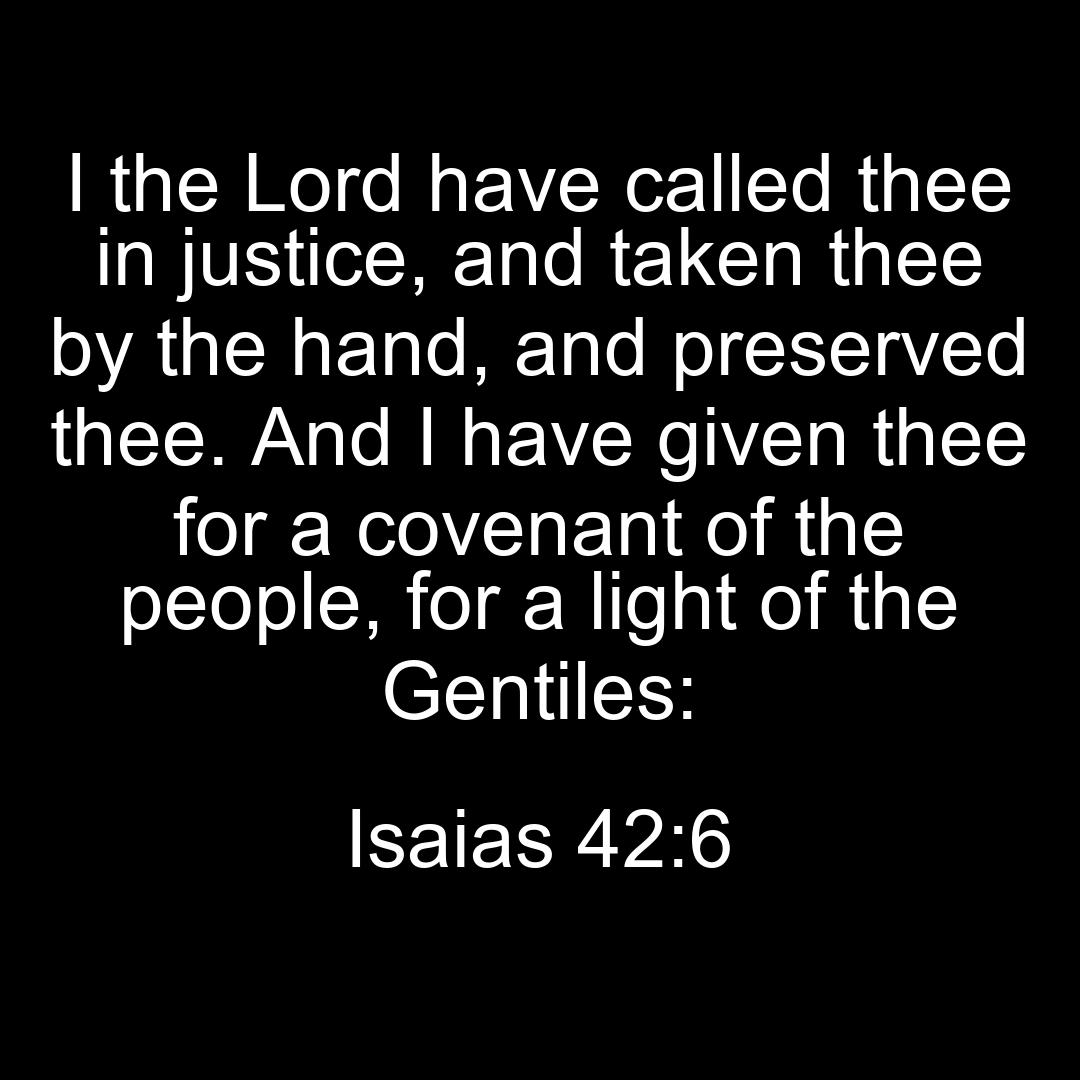 I the Lord have called thee
in justice, and taken thee
by the hand, and preserved
thee. And I have given thee
for a covenant of the
people, for a light of the
Gentiles:
Isaias 42:6